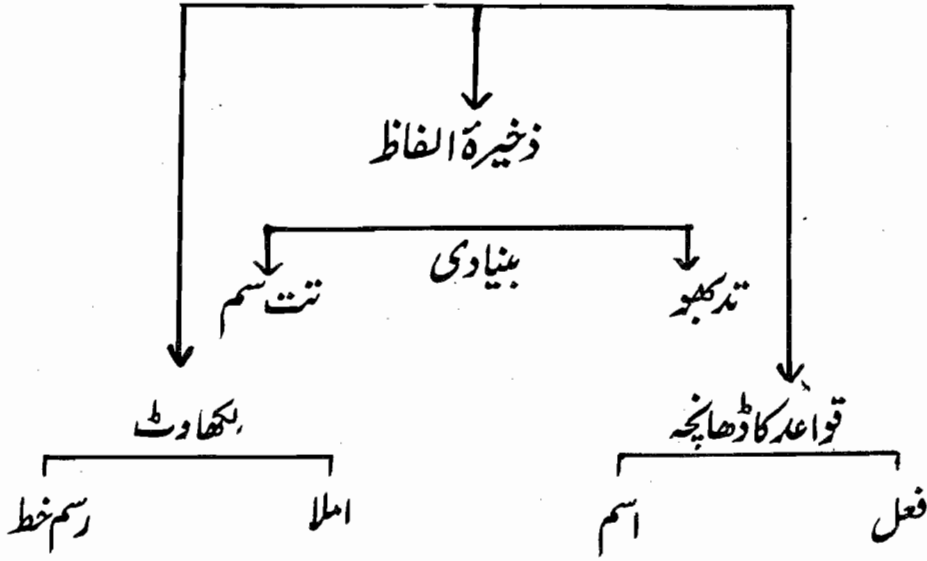 ذخیرۂ الفاظ
بنیادی
تدبھو
تت سم
قواعد کا ڈھانچہ
لکھاوٹ
فعل
اسم
املا
رسم خط